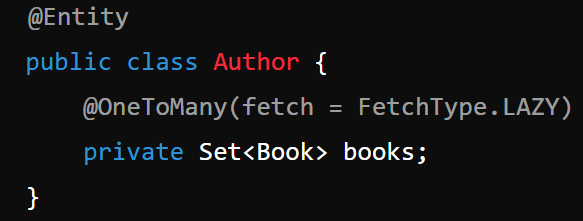 @Entity
public class Author {
    @OneToMany(fetch = FetchType.LAZY)
    private Set<Book> books;
}